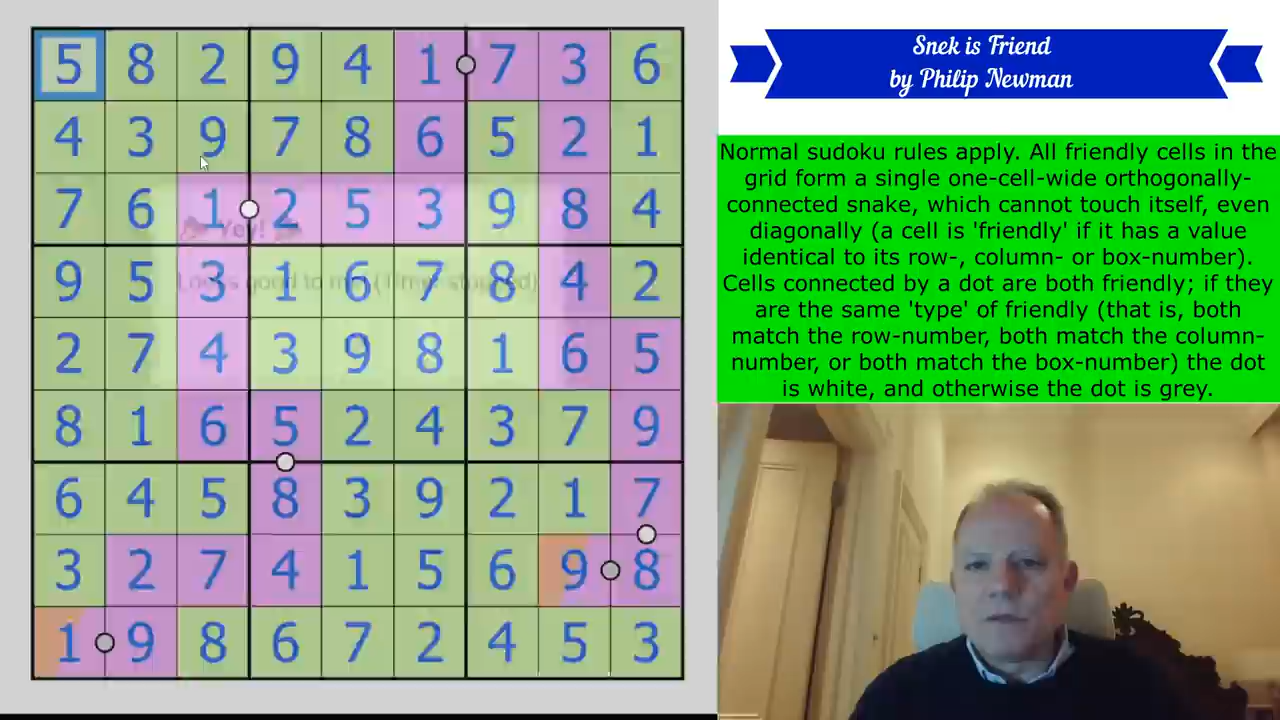 Snek is Friend
by Philip Newman
Normal sudoku rules apply. All friendly cells in the
grid form a single one-cell-wide orthogonally-
connected snake, which cannot touch itself, even
diagonally (a cell is 'friendly' if it has a value
identical to its row-, column- or box-number).
Cells connected by a dot are both friendly; if they
are the same 'type' of friendly (that is, both
match the row-number, both match the column-
number, or both match the box-number) the dot
is white, and otherwise the dot is grey.
5 8 2 9 4 1 7 3 6
4 3 9 7 8 6 5 2 1
7 6 1 2 5 3 9 8 4
Yey!
9 5 3 1 6 7 8 4 2
Looks good to me (Timer stopped)
2 7 4 3 9 8 1 6 5
8 1 6 5 2 4 3 7 9
6 4 5 8 3 9 2 1 7
3 2 7 4 1 5 6 9 8
1 9 8 6 7 2 4 5 3